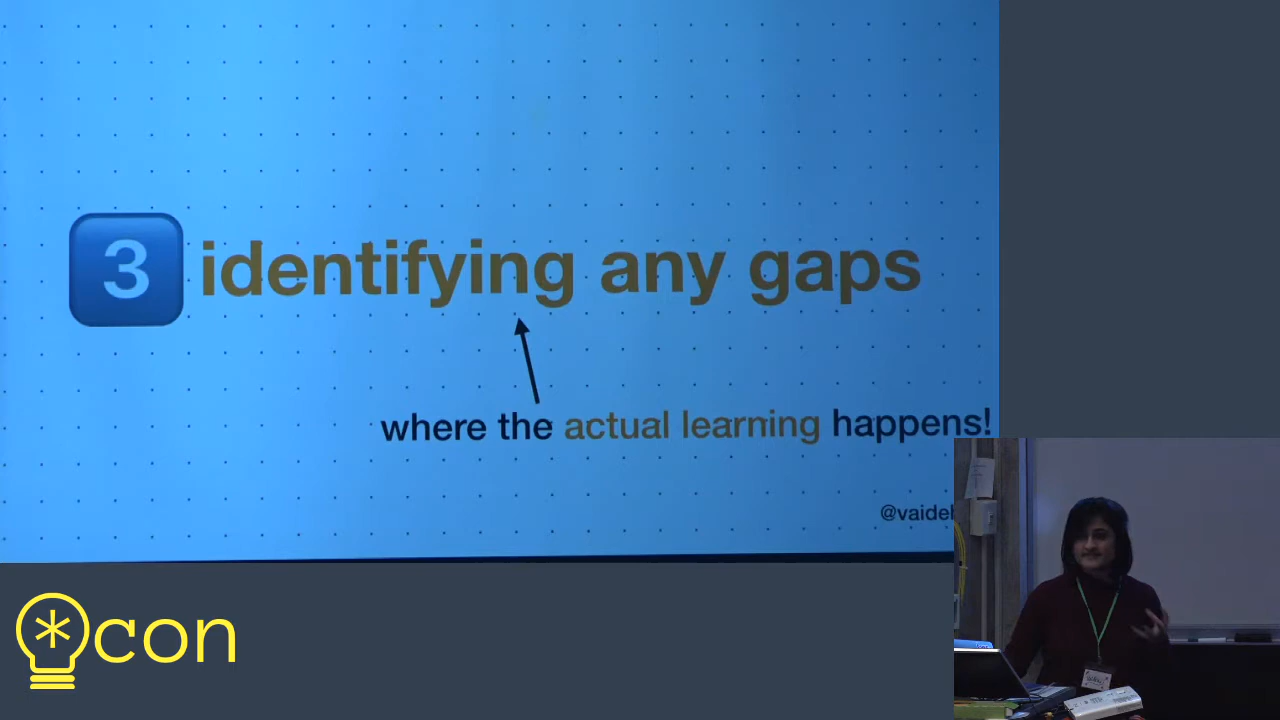 3 identifying any gaps
where the actual learning happens!
*con